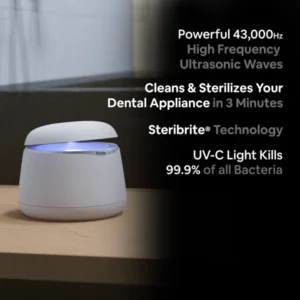 Powerful 43,000Hz
High Frequency
Ultrasonic Waves
Cleans & Sterilizes Your
Dental Appliance in 3 Minutes
Steribrite® Technology
UV-C Light Kills
99.9% of all Bacteria